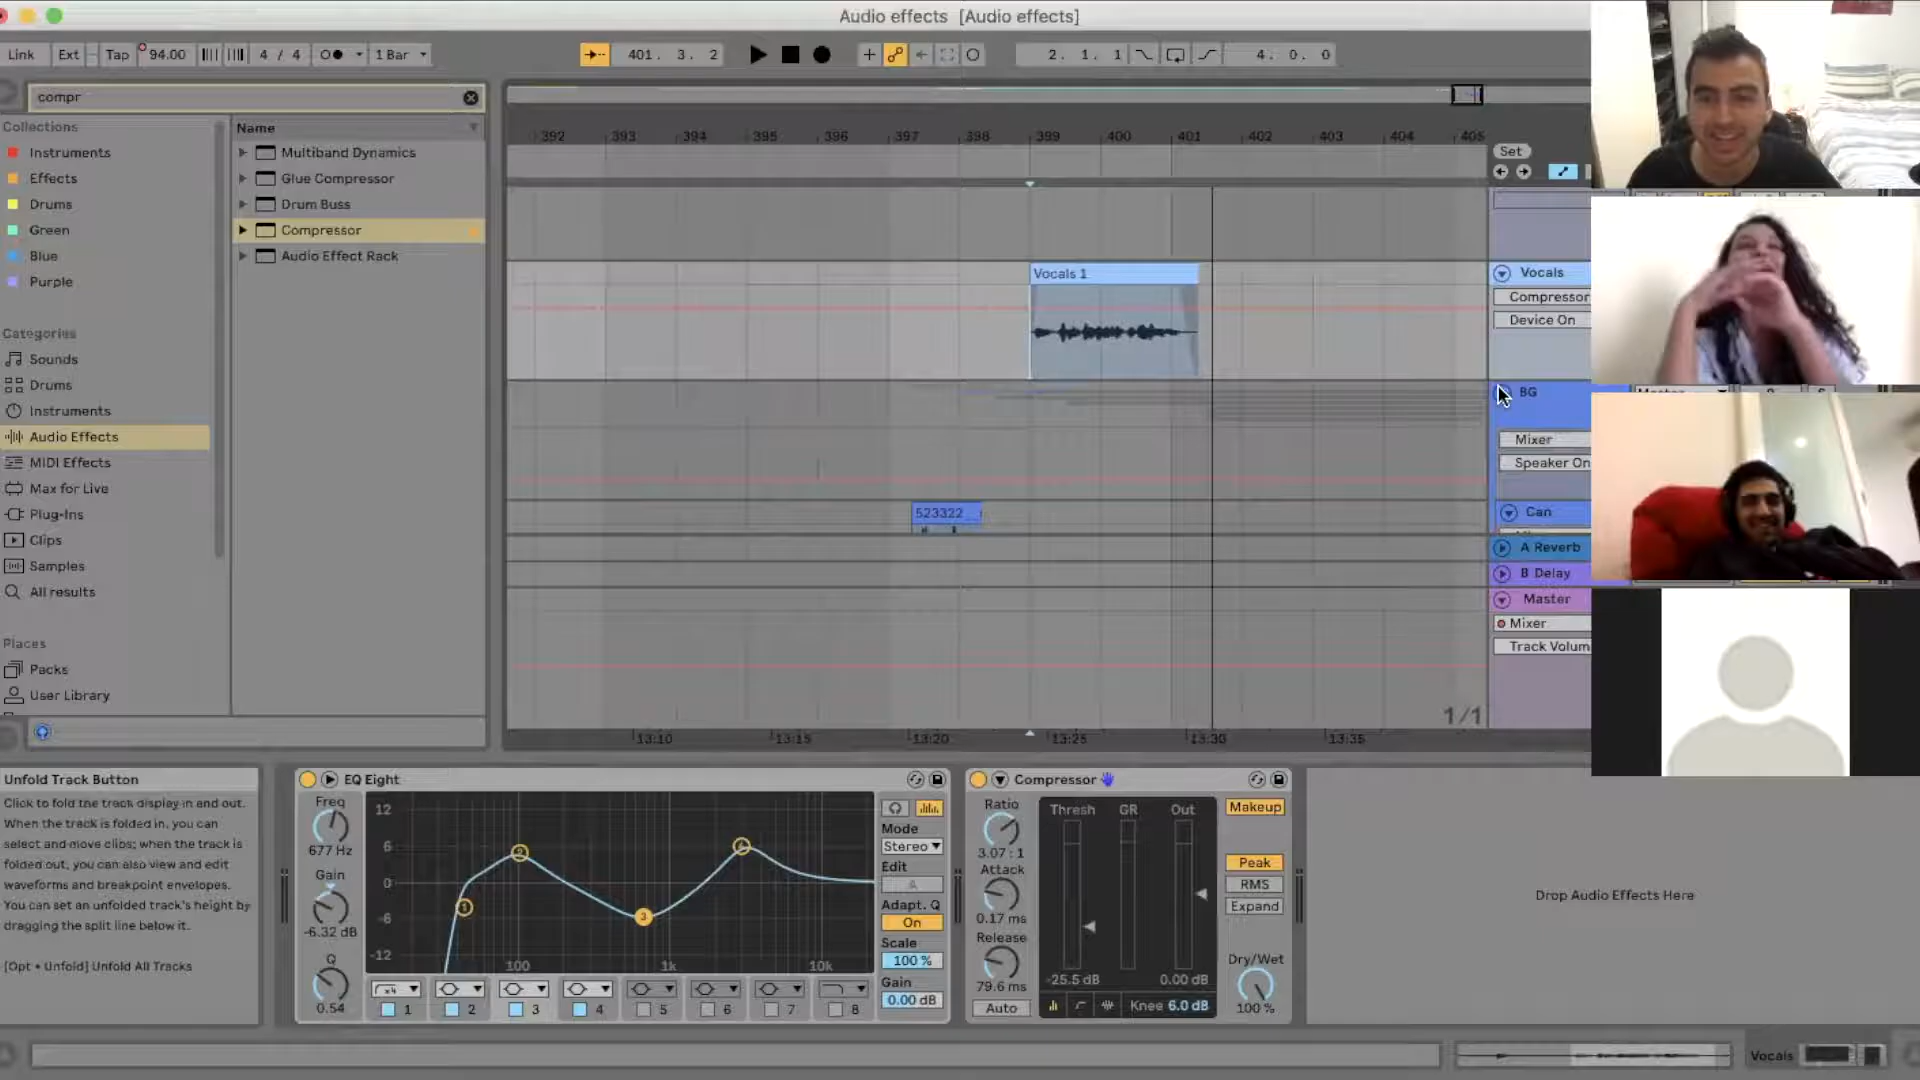 Audio effects [Audio effects]
Link Ext Tap 94.00 4 / 4 1 Bar 401. 3. 2 2. 1. 1 4. 0. 0
compr
Collections
Instruments
Effects
Drums
Green
Blue
Purple
Categories
Sounds
Drums
Instruments
Audio Effects
MIDI Effects
Max for Live
Plug-Ins
Clips
Samples
All results
Places
Packs
User Library
Name
Multiband Dynamics
Glue Compressor
Drum Buss
Compressor
Audio Effect Rack
392 393 394 395 396 397 398 399 400 401 402 403 404 405
Set
Vocals 1
523322
1/1
13:10 13:15 13:20 13:25 13:30 13:35
Vocals
Compressor
Device On
BG
Mixer
Speaker On
Can
A Reverb
B Delay
Master
Mixer
Track Volum
Unfold Track Button
Click to fold the track display in and out.
When the track is folded in, you can
select and move clips; when the track is
folded out, you can also view and edit
waveforms and breakpoint envelopes.
You can set an unfolded track's height by
dragging the split line below it.
[Opt + Unfold] Unfold All Tracks
EQ Eight
Freq
677 Hz
Gain
-6.32 dB
Q
0.54
12
6
0
-6
-12
100 1k 10k
1 2 3 4
x4
1 2 3 4 5 6 7 8
Mode
Stereo
Edit
A
Adapt. Q
On
Scale
100 %
Gain
0.00 dB
Compressor
Ratio
3.07 : 1
Attack
0.17 ms
Release
79.6 ms
Auto
Thresh GR Out
-25.5 dB 0.00 dB
Knee 6.0 dB
Makeup
Peak
RMS
Expand
Dry/Wet
100 %
Drop Audio Effects Here
Vocals